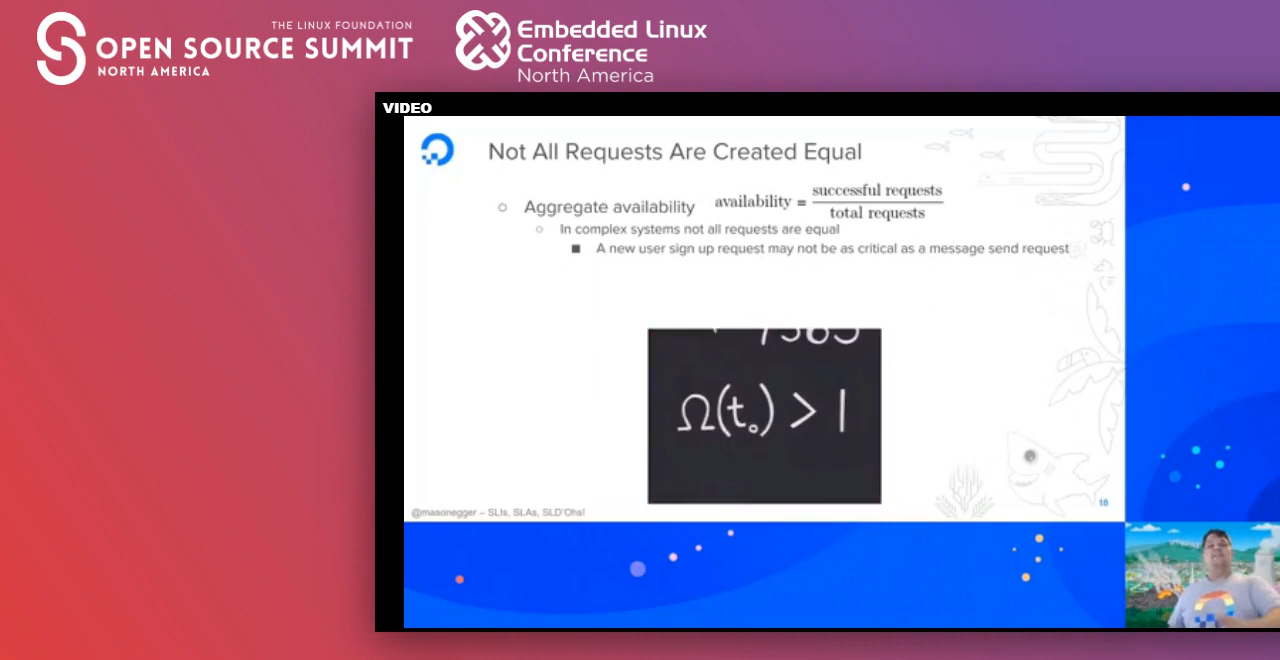 THE LINUX FOUNDATION
OPEN SOURCE SUMMIT
NORTH AMERICA
Embedded Linux
Conference
North America
VIDEO
Not All Requests Are Created Equal
Aggregate availability availability = successful requests / total requests
In complex systems not all requests are equal
A new user sign up request may not be as critical as a message send request
Ω(t₀) > 1
@masonegger – SLIs, SLAs, SLD'Ohs!
18